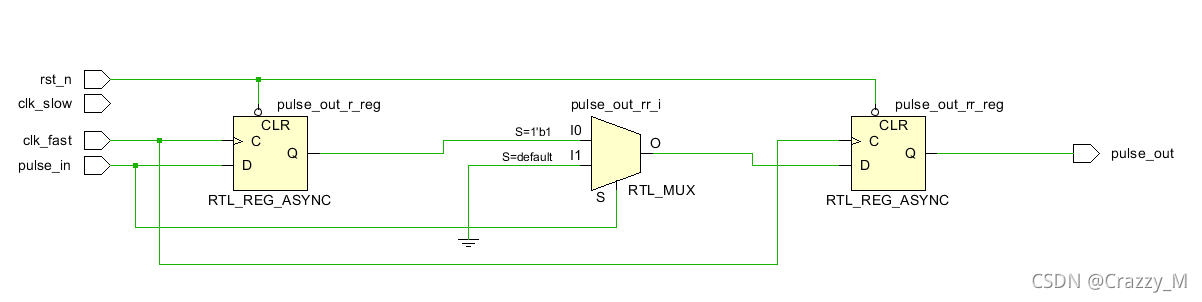 rst_n
clk_slow
clk_fast
pulse_in
pulse_out_r_reg
CLR
C
D
Q
RTL_REG_ASYNC
pulse_out_rr_i
S=1'b1
I0
S=default
I1
O
S
RTL_MUX
pulse_out_rr_reg
CLR
C
D
Q
RTL_REG_ASYNC
pulse_out
CSDN @Crazzy_M